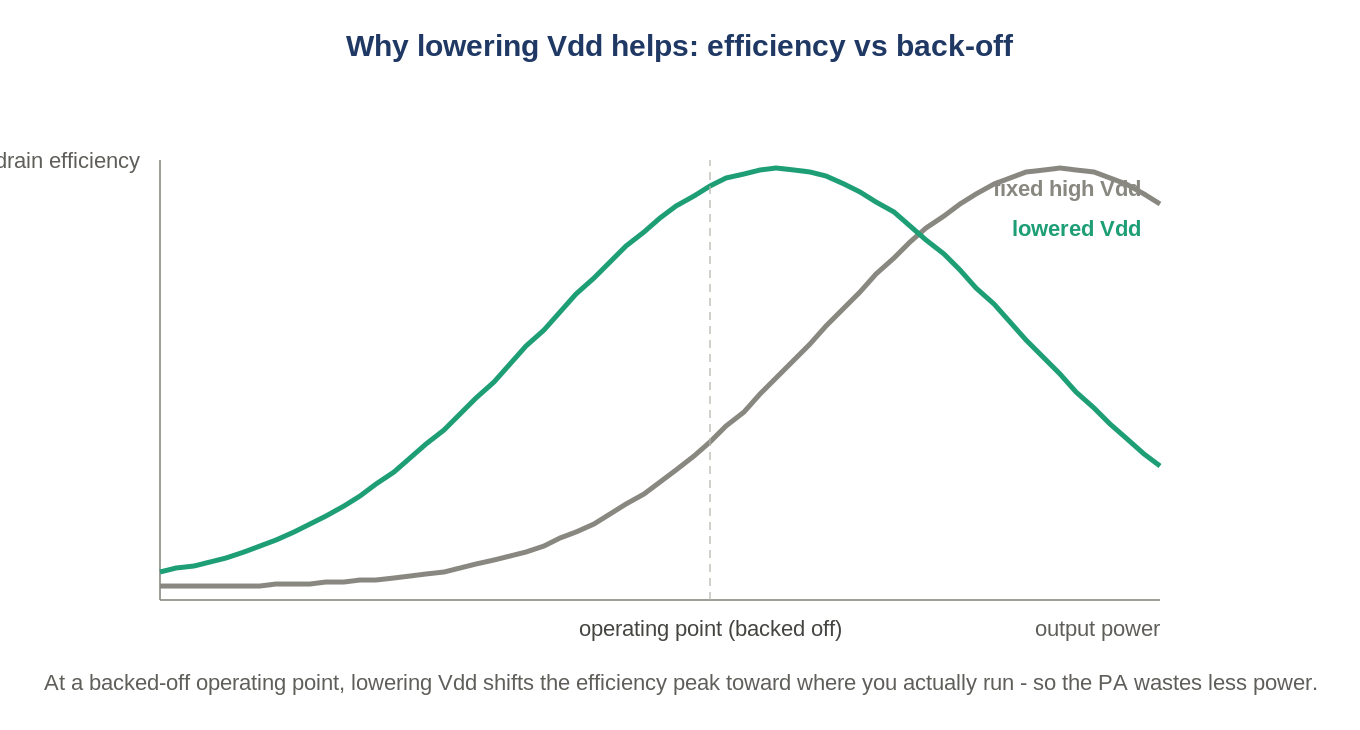 Why lowering Vdd helps: efficiency vs back-off
drain efficiency
fixed high Vdd
lowered Vdd
operating point (backed off)
output power
At a backed-off operating point, lowering Vdd shifts the efficiency peak toward where you actually run - so the PA wastes less power.